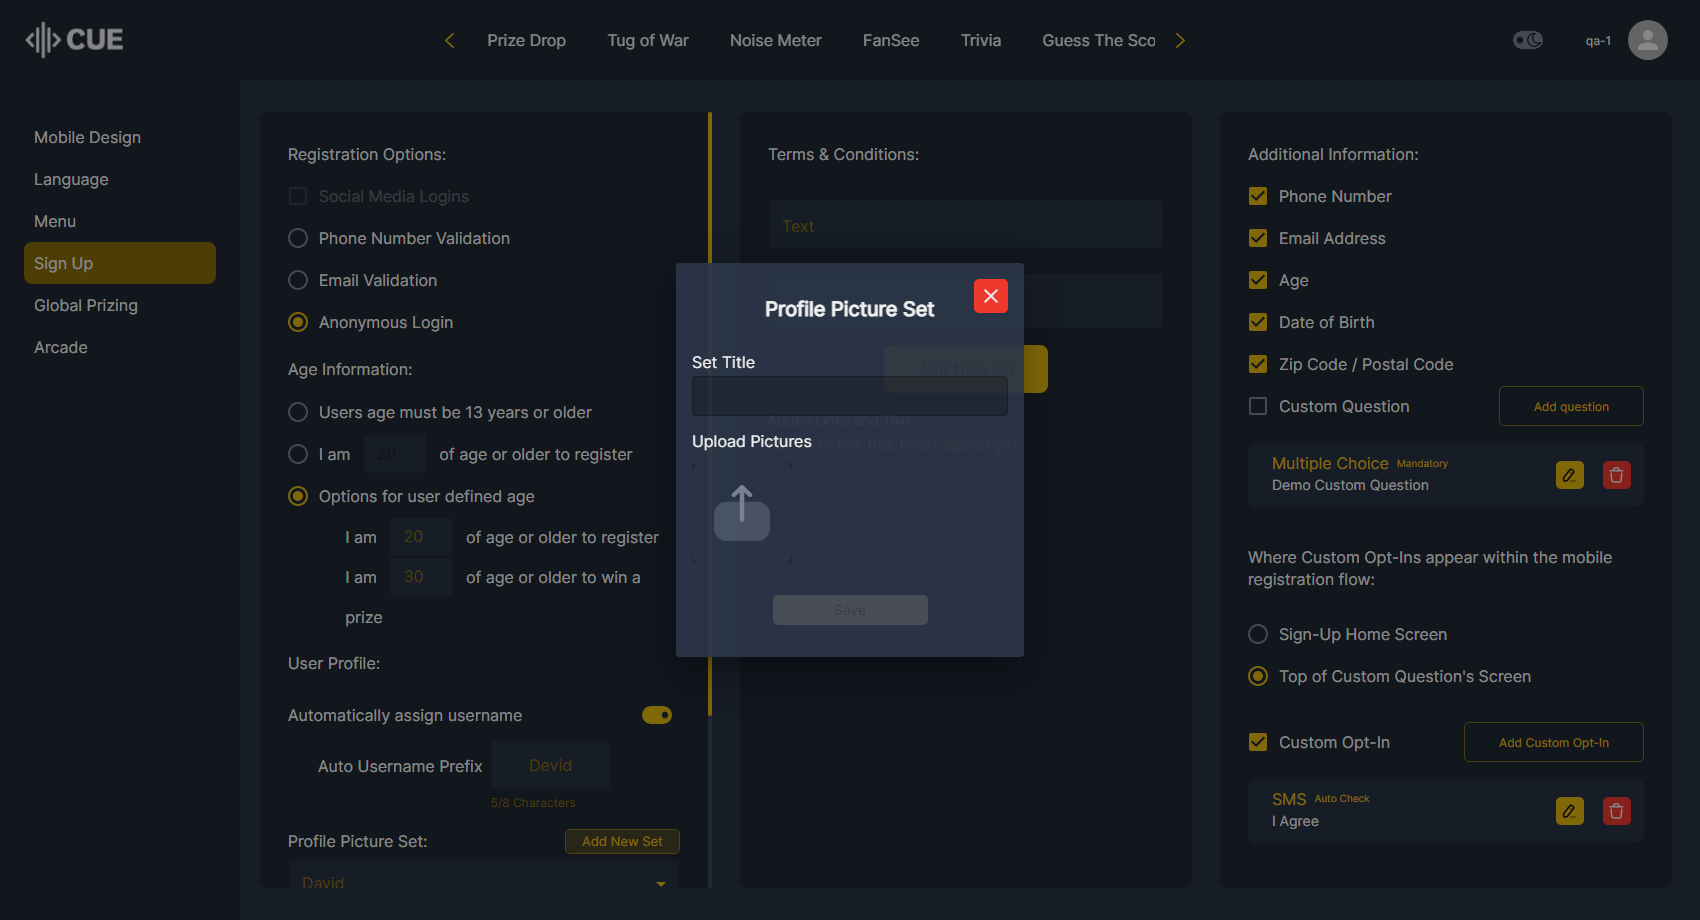 CUE
Prize Drop
Tug of War
Noise Meter
FanSee
Trivia
Guess The Sco
qa-1
Mobile Design
Language
Menu
Sign Up
Global Prizing
Arcade
Registration Options:
Social Media Logins
Phone Number Validation
Email Validation
Anonymous Login
Age Information:
Users age must be 13 years or older
I am 20 of age or older to register
Options for user defined age
I am 20 of age or older to register
I am 30 of age or older to win a
prize
User Profile:
Automatically assign username
Auto Username Prefix Devid
5/8 Characters
Profile Picture Set: Add New Set
David
Terms & Conditions:
Text
Add New Url
Added Links and Text:
or link has been added yet
Profile Picture Set
Set Title
Upload Pictures
Save
Additional Information:
Phone Number
Email Address
Age
Date of Birth
Zip Code / Postal Code
Custom Question Add question
Multiple Choice Mandatory
Demo Custom Question
Where Custom Opt-Ins appear within the mobile
registration flow:
Sign-Up Home Screen
Top of Custom Question's Screen
Custom Opt-In Add Custom Opt-In
SMS Auto Check
I Agree